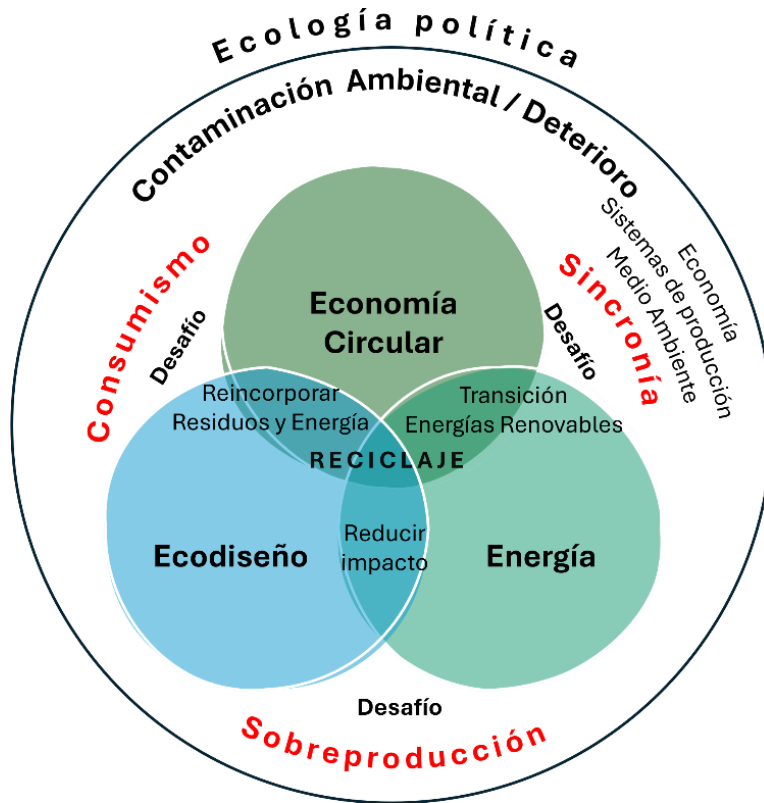 Ecología política
Contaminación Ambiental / Deterioro
Consumismo
Desafío
Economía
Circular
Desafío
Sincronía
Economía
Sistemas de producción
Medio Ambiente
Reincorporar
Residuos y Energía
Transición
Energías Renovables
RECICLAJE
Ecodiseño
Reducir
impacto
Energía
Desafío
Sobreproducción